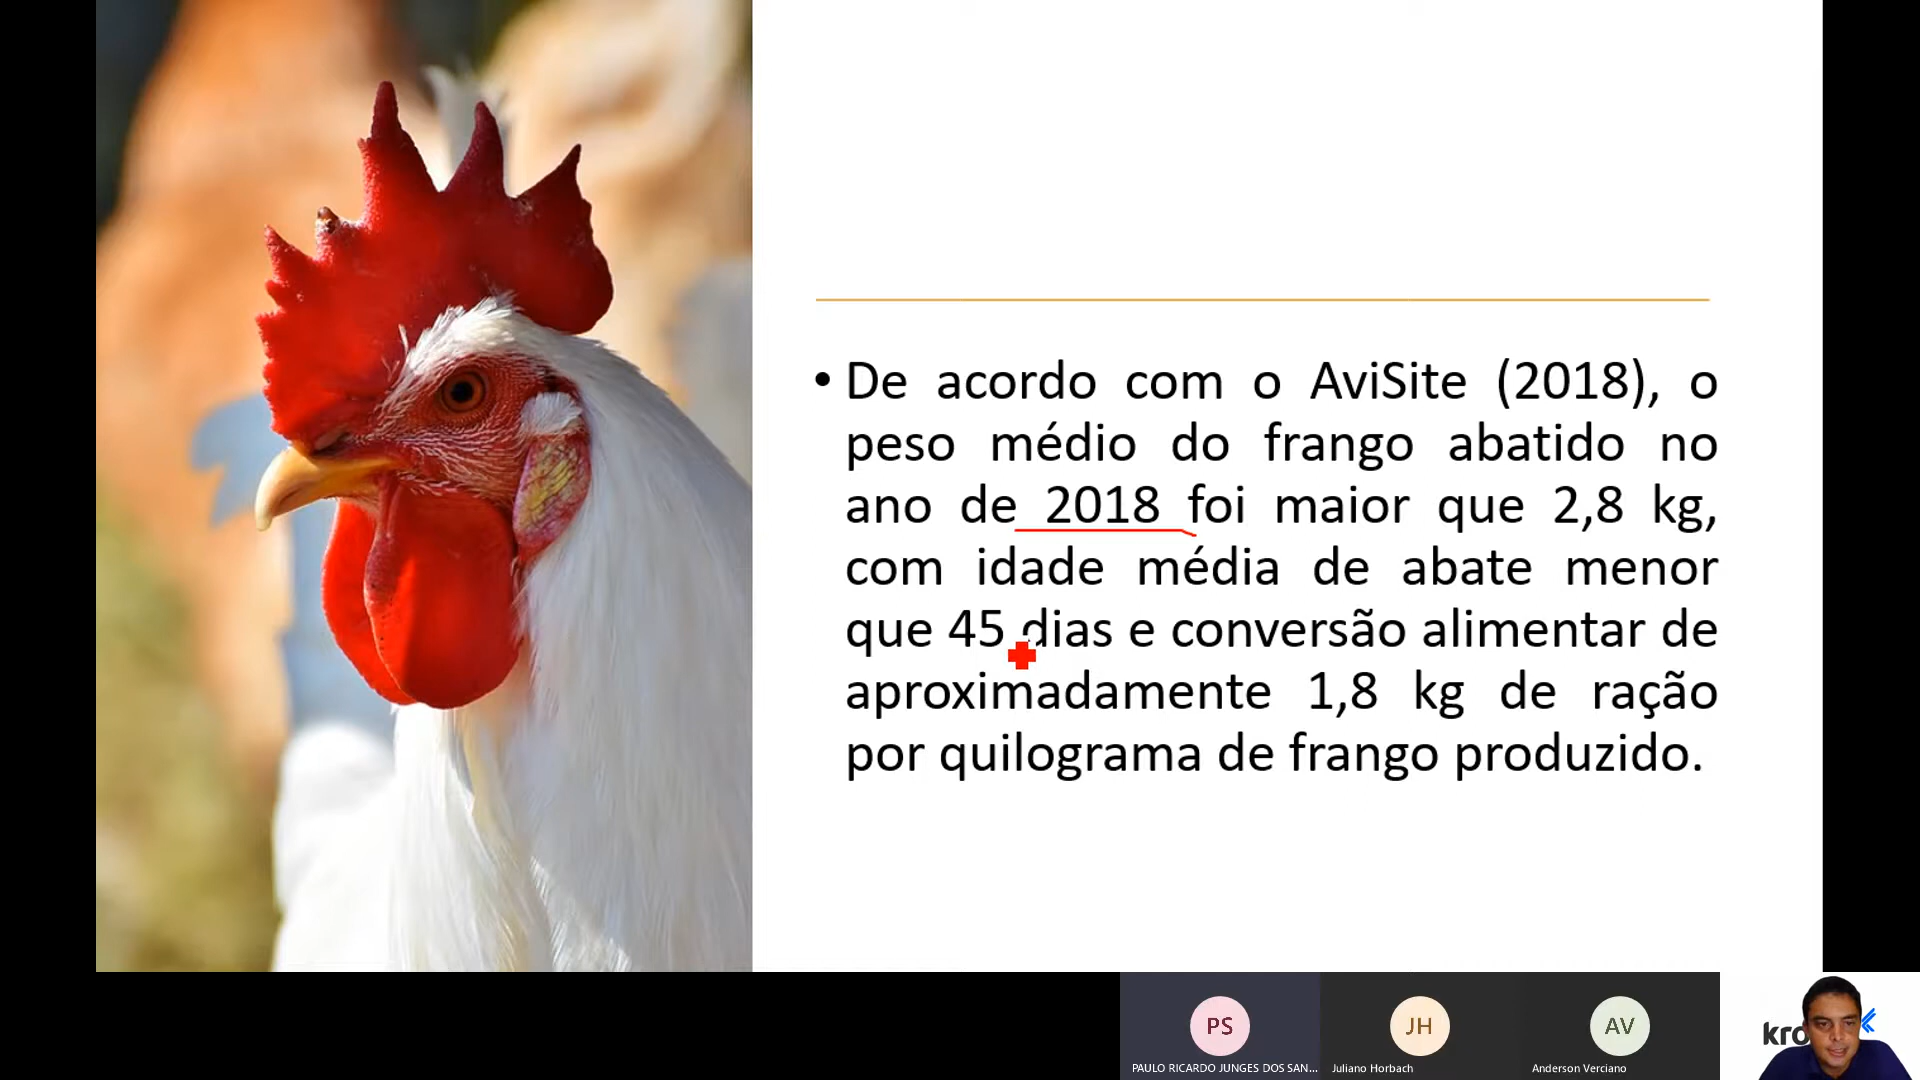 • De acordo com o AviSite (2018), o
peso médio do frango abatido no
ano de 2018 foi maior que 2,8 kg,
com idade média de abate menor
que 45 dias e conversão alimentar de
aproximadamente 1,8 kg de ração
por quilograma de frango produzido.
PS
JH
AV
PAULO RICARDO JUNGES DOS SAN...
Juliano Horbach
Anderson Verciano